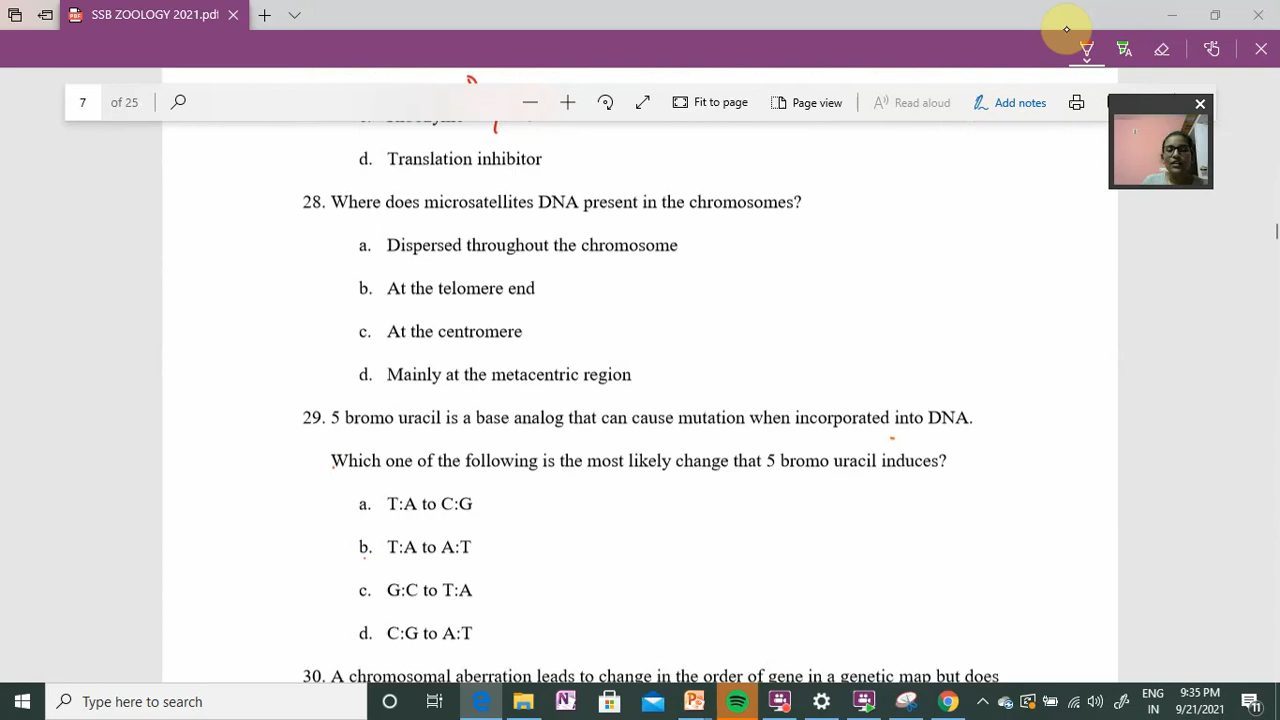 SSB ZOOLOGY 2021.pdf
7 of 25
Fit to page
Page view
Read aloud
Add notes
d. Translation inhibitor
28. Where does microsatellites DNA present in the chromosomes?
a. Dispersed throughout the chromosome
b. At the telomere end
c. At the centromere
d. Mainly at the metacentric region
29. 5 bromo uracil is a base analog that can cause mutation when incorporated into DNA.
Which one of the following is the most likely change that 5 bromo uracil induces?
a. T:A to C:G
b. T:A to A:T
c. G:C to T:A
d. C:G to A:T
30. A chromosomal aberration leads to change in the order of gene in a genetic map but does
Type here to search
ENG
IN
9:35 PM
9/21/2021